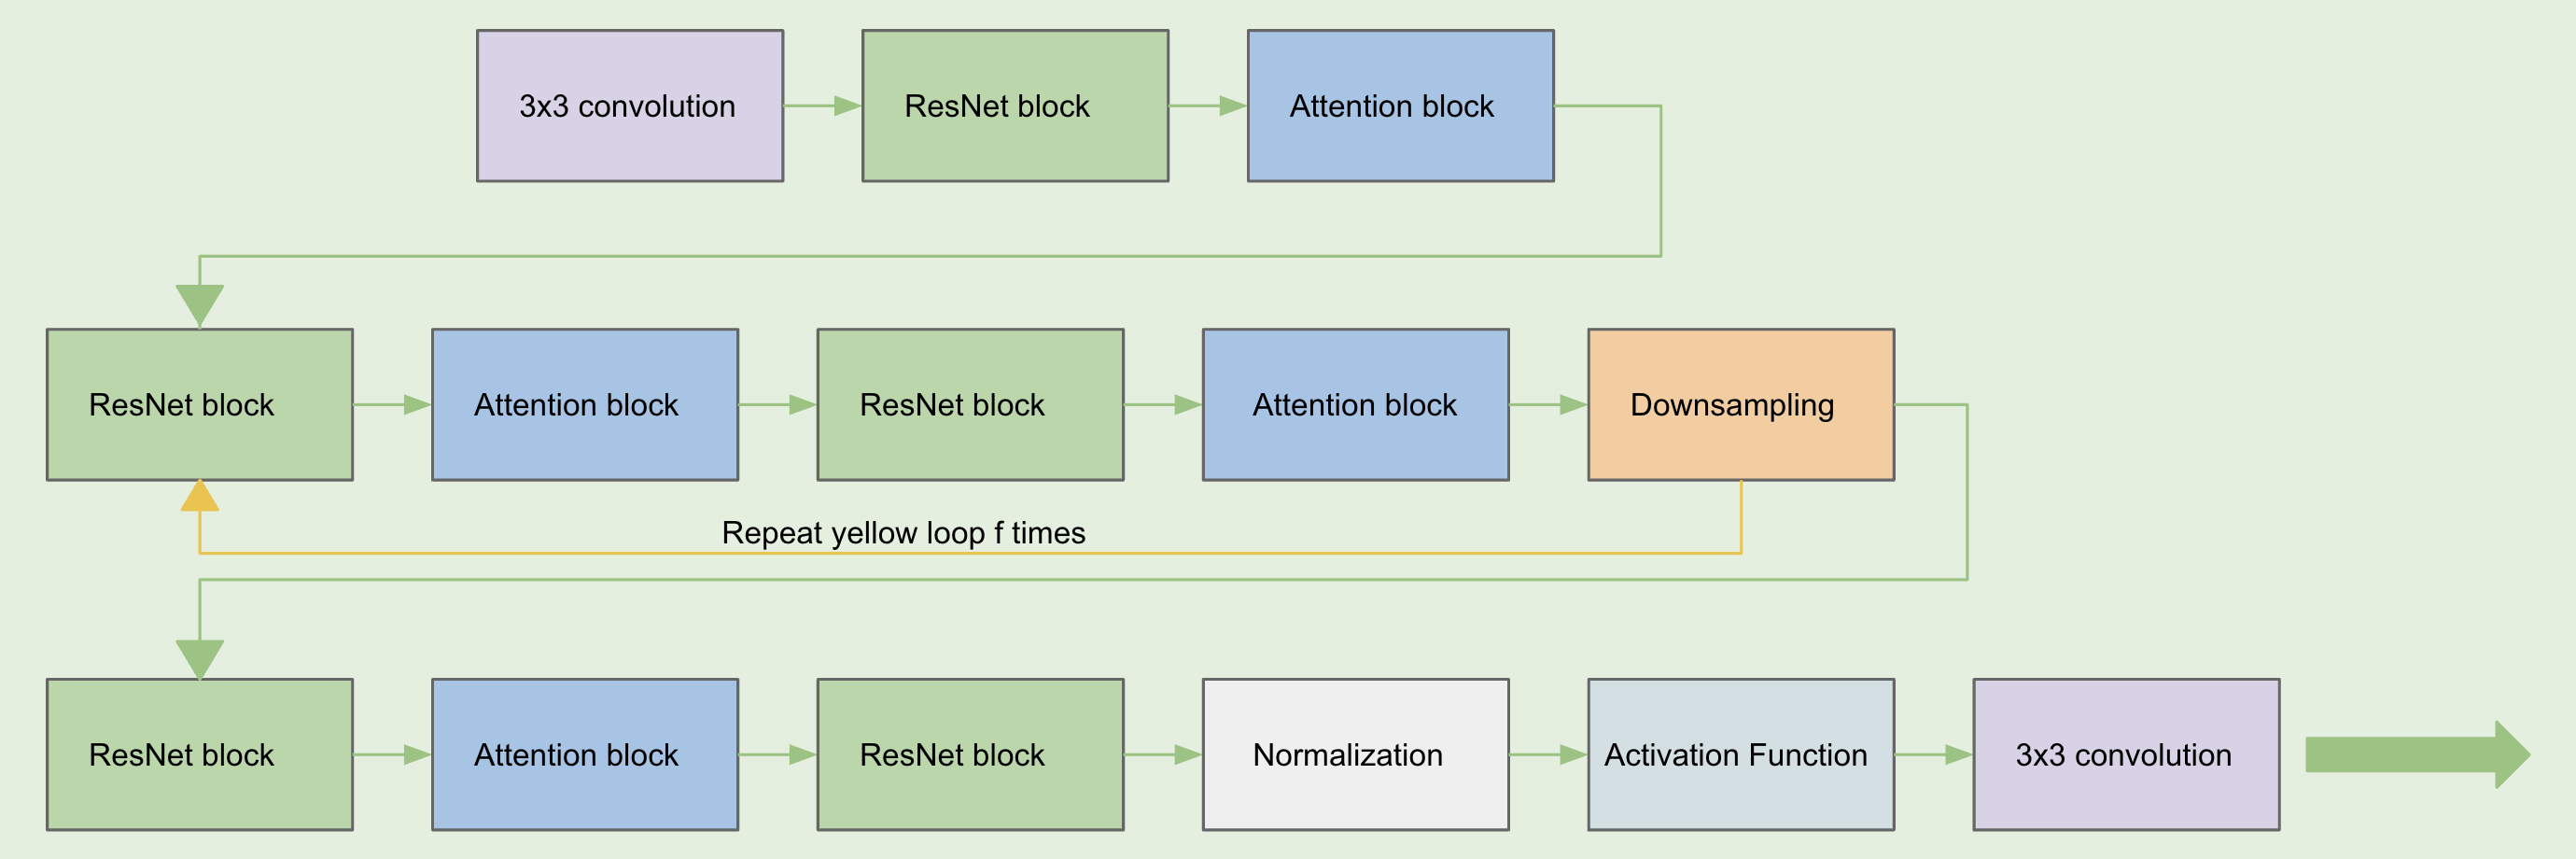 3x3 convolution
ResNet block
Attention block
ResNet block
Attention block
ResNet block
Attention block
Downsampling
Repeat yellow loop f times
ResNet block
Attention block
ResNet block
Normalization
Activation Function
3x3 convolution